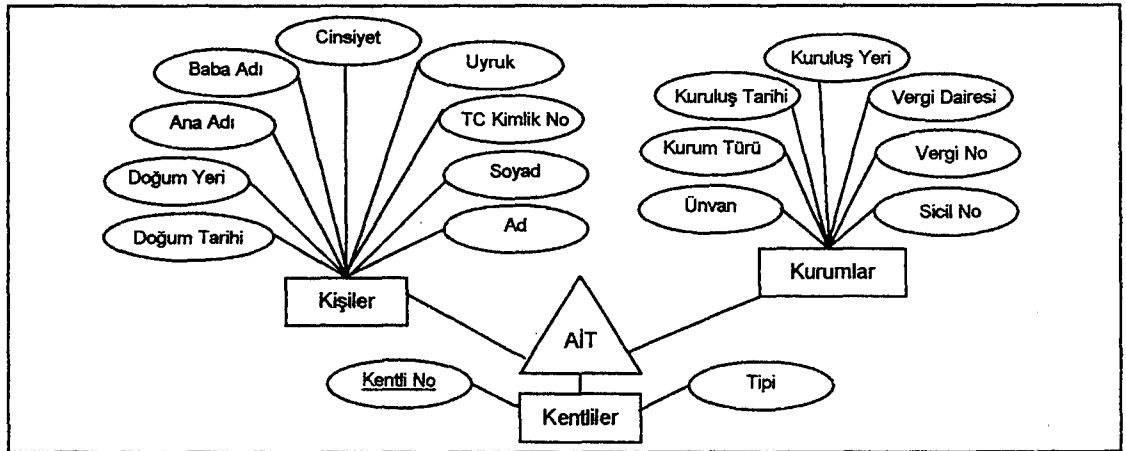 Cinsiyet
Baba Adı
Uyruk
Ana Adı
TC Kimlik No
Doğum Yeri
Soyad
Doğum Tarihi
Ad
Kişiler
Kuruluş Yeri
Kuruluş Tarihi
Vergi Dairesi
Kurum Türü
Vergi No
Ünvan
Sicil No
Kurumlar
AİT
Kentli No
Tipi
Kentliler